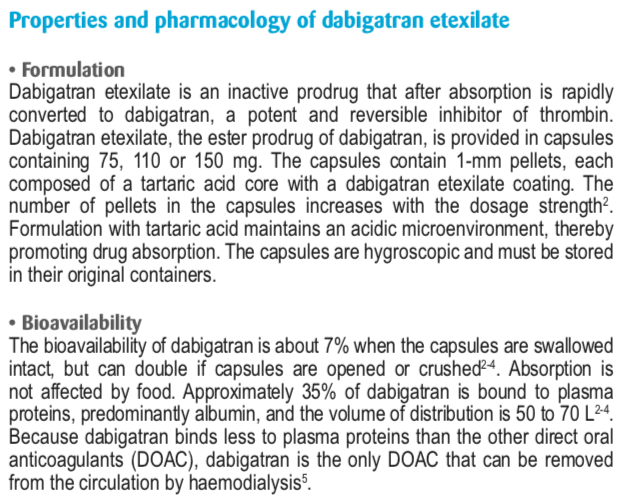 Properties and pharmacology of dabigatran etexilate
• Formulation
Dabigatran etexilate is an inactive prodrug that after absorption is rapidly
converted to dabigatran, a potent and reversible inhibitor of thrombin.
Dabigatran etexilate, the ester prodrug of dabigatran, is provided in capsules
containing 75, 110 or 150 mg. The capsules contain 1-mm pellets, each
composed of a tartaric acid core with a dabigatran etexilate coating. The
number of pellets in the capsules increases with the dosage strength².
Formulation with tartaric acid maintains an acidic microenvironment, thereby
promoting drug absorption. The capsules are hygroscopic and must be stored
in their original containers.
• Bioavailability
The bioavailability of dabigatran is about 7% when the capsules are swallowed
intact, but can double if capsules are opened or crushed²⁻⁴. Absorption is
not affected by food. Approximately 35% of dabigatran is bound to plasma
proteins, predominantly albumin, and the volume of distribution is 50 to 70 L²⁻⁴.
Because dabigatran binds less to plasma proteins than the other direct oral
anticoagulants (DOAC), dabigatran is the only DOAC that can be removed
from the circulation by haemodialysis⁵.